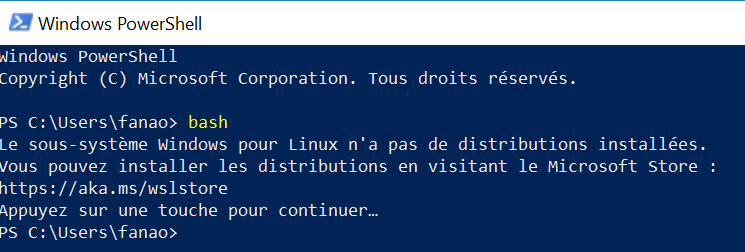 Windows PowerShell
Windows PowerShell
Copyright (C) Microsoft Corporation. Tous droits réservés.
PS C:\Users\fanao> bash
Le sous-système Windows pour Linux n'a pas de distributions installées.
Vous pouvez installer les distributions en visitant le Microsoft Store :
https://aka.ms/wslstore
Appuyez sur une touche pour continuer…
PS C:\Users\fanao>